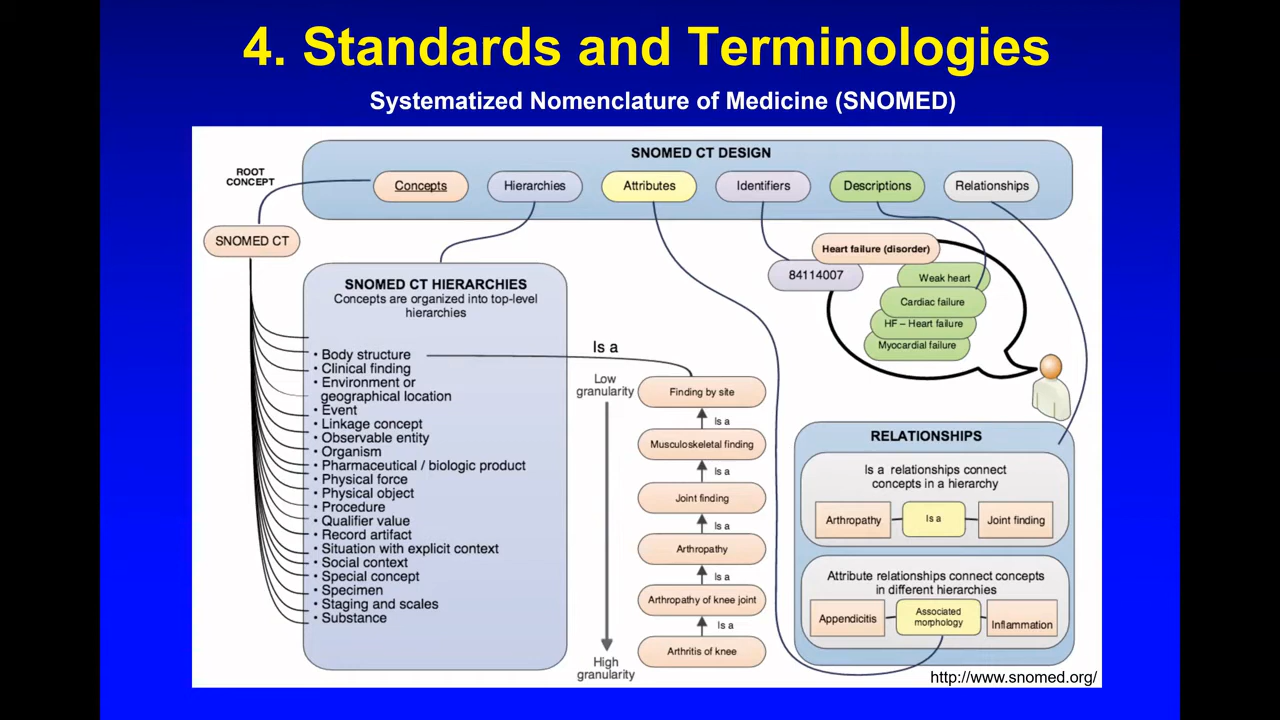 4. Standards and Terminologies
Systematized Nomenclature of Medicine (SNOMED)
SNOMED CT DESIGN
ROOT
CONCEPT
Concepts
Hierarchies
Attributes
Identifiers
Descriptions
Relationships
SNOMED CT
SNOMED CT HIERARCHIES
Concepts are organized into top-level
hierarchies
• Body structure
• Clinical finding
• Environment or
geographical location
• Event
• Linkage concept
• Observable entity
• Organism
• Pharmaceutical / biologic product
• Physical force
• Physical object
• Procedure
• Qualifier value
• Record artifact
• Situation with explicit context
• Social context
• Special concept
• Specimen
• Staging and scales
• Substance
Is a
Low
granularity
High
granularity
Finding by site
Is a
Musculoskeletal finding
Is a
Joint finding
Is a
Arthropathy
Is a
Arthropathy of knee joint
Is a
Arthritis of knee
Heart failure (disorder)
84114007
Weak heart
Cardiac failure
HF – Heart failure
Myocardial failure
RELATIONSHIPS
Is a relationships connect
concepts in a hierarchy
Arthropathy
Is a
Joint finding
Attribute relationships connect concepts
in different hierarchies
Appendicitis
Associated
morphology
Inflammation
http://www.snomed.org/